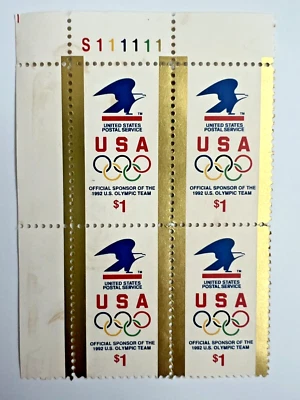 S111111
UNITED STATES
POSTAL SERVICE
USA
OFFICIAL SPONSOR OF THE
1992 U.S. OLYMPIC TEAM
$1
UNITED STATES
POSTAL SERVICE
USA
OFFICIAL SPONSOR OF THE
1992 U.S. OLYMPIC TEAM
$1
UNITED STATES
POSTAL SERVICE
USA
OFFICIAL SPONSOR OF THE
1992 U.S. OLYMPIC TEAM
$1
UNITED STATES
POSTAL SERVICE
USA
OFFICIAL SPONSOR OF THE
1992 U.S. OLYMPIC TEAM
$1